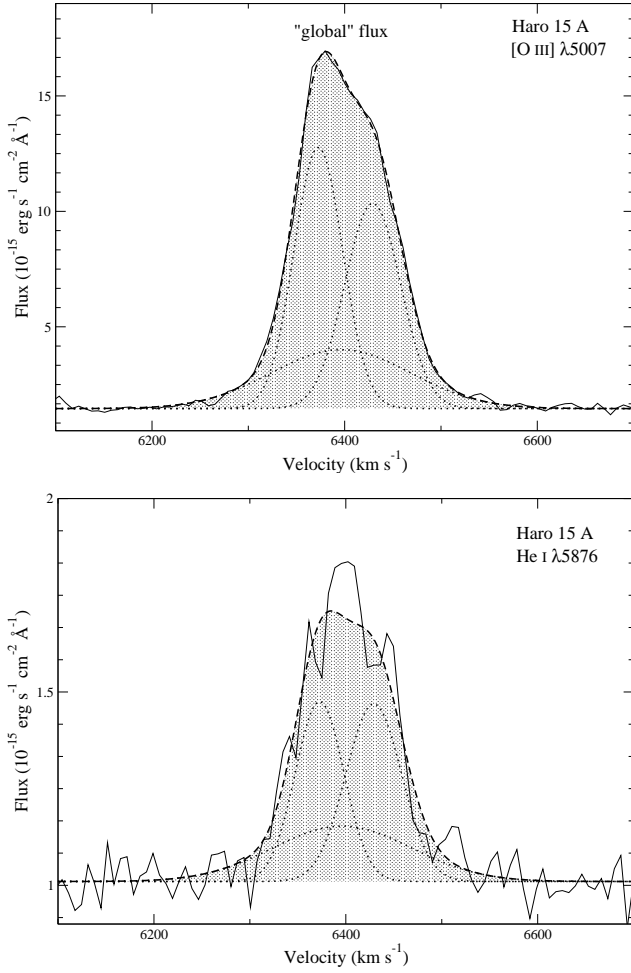 "global" flux
Haro 15 A
[O III] λ5007
15
10
5
Flux (10⁻¹⁵ erg s⁻¹ cm⁻² Å⁻¹)
6200
6400
6600
Velocity (km s⁻¹)
2
Haro 15 A
He I λ5876
1.5
1
Flux (10⁻¹⁵ erg s⁻¹ cm⁻² Å⁻¹)
6200
6400
6600
Velocity (km s⁻¹)